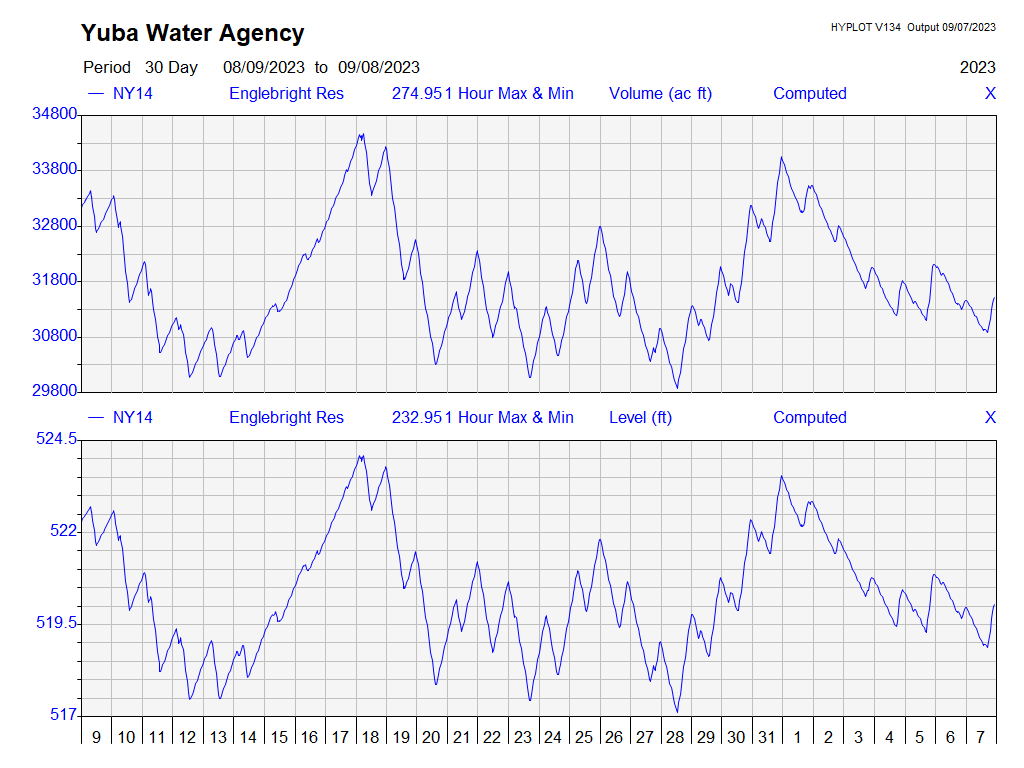 Yuba Water Agency
HYPLOT V134 Output 09/07/2023
Period 30 Day 08/09/2023 to 09/08/2023 2023
NY14 Englebright Res 274.951 Hour Max & Min Volume (ac ft) Computed X
34800
33800
32800
31800
30800
29800
NY14 Englebright Res 232.951 Hour Max & Min Level (ft) Computed X
524.5
522
519.5
517
9 10 11 12 13 14 15 16 17 18 19 20 21 22 23 24 25 26 27 28 29 30 31 1 2 3 4 5 6 7